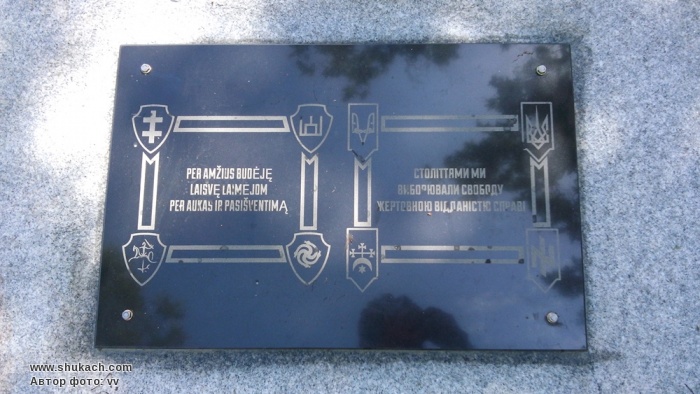 PER AMŽIUS BUDĖJĘ
LAISVĘ LAIMĖJOM
PER AUKAS IR PASIŠVENTIMĄ
СТОЛІТТЯМИ МИ
ВИБОРЮВАЛИ СВОБОДУ
ЖЕРТОВНОЮ ВІДДАНІСТЮ СПРАВІ
www.shukach.com
Автор фото: vv